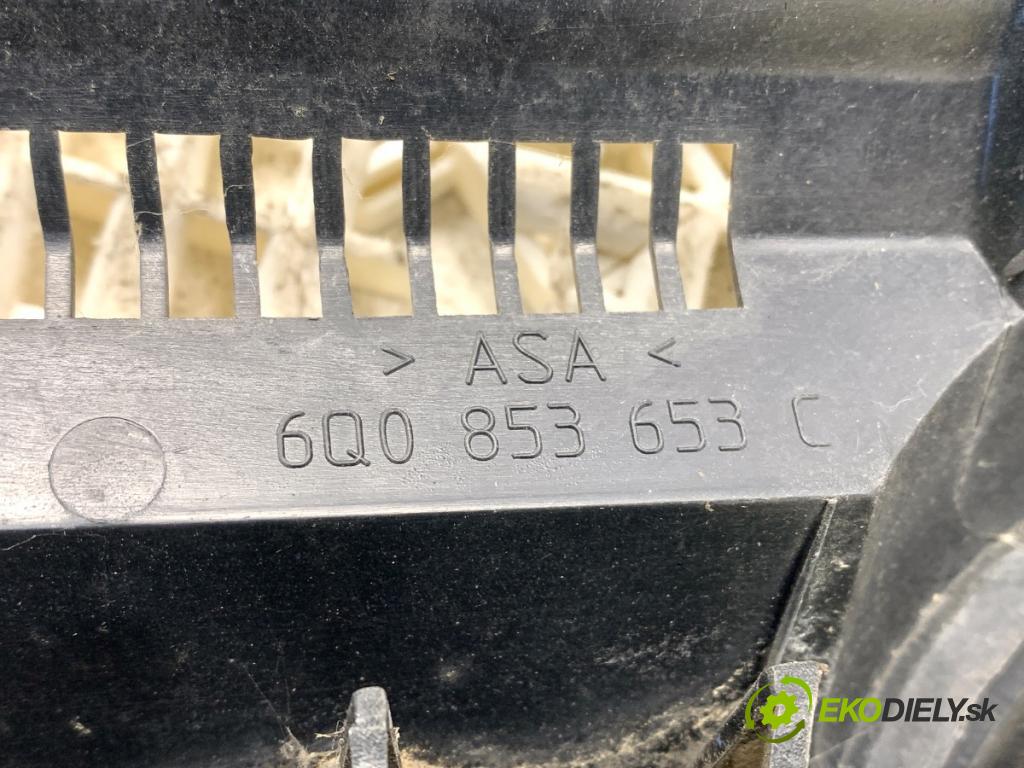 > ASA <
6Q0 853 653 C
EKODIELY.sk